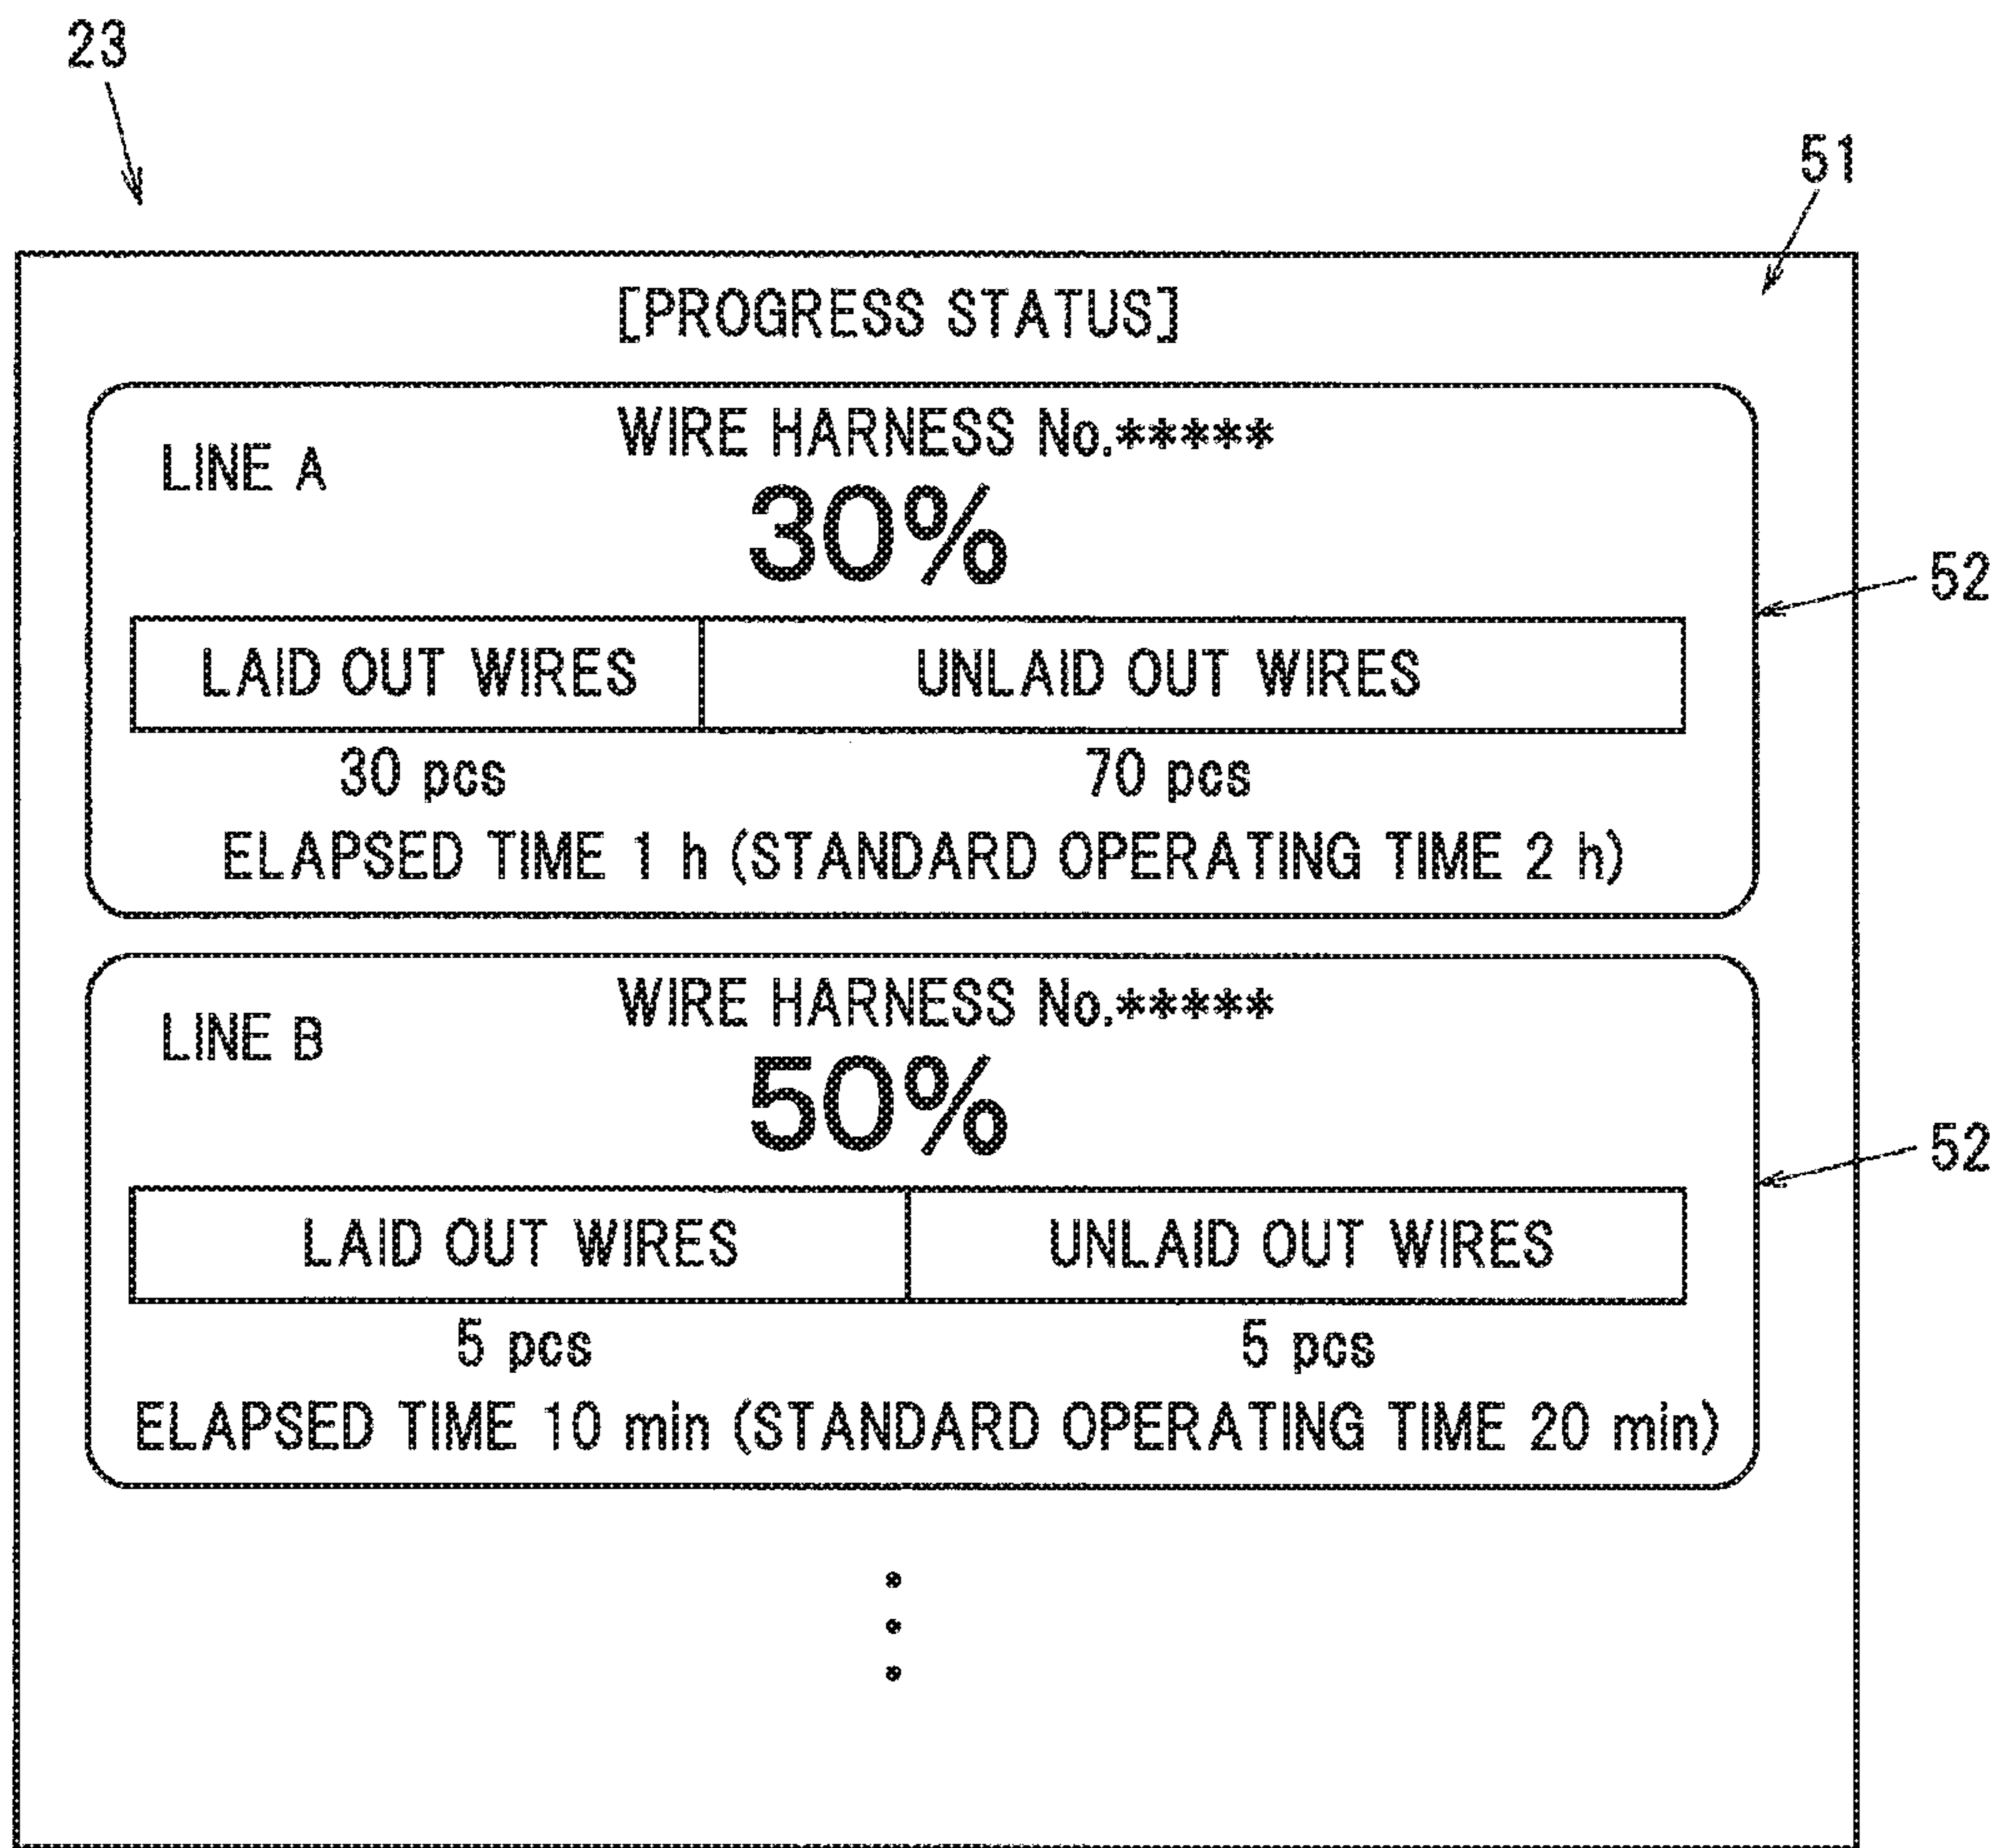 23
51
[PROGRESS STATUS]
WIRE HARNESS No.*****
LINE A
30%
52
LAID OUT WIRES UNLAID OUT WIRES
30 pcs 70 pcs
ELAPSED TIME 1 h (STANDARD OPERATING TIME 2 h)
WIRE HARNESS No.*****
LINE B
50%
52
LAID OUT WIRES UNLAID OUT WIRES
5 pcs 5 pcs
ELAPSED TIME 10 min (STANDARD OPERATING TIME 20 min)